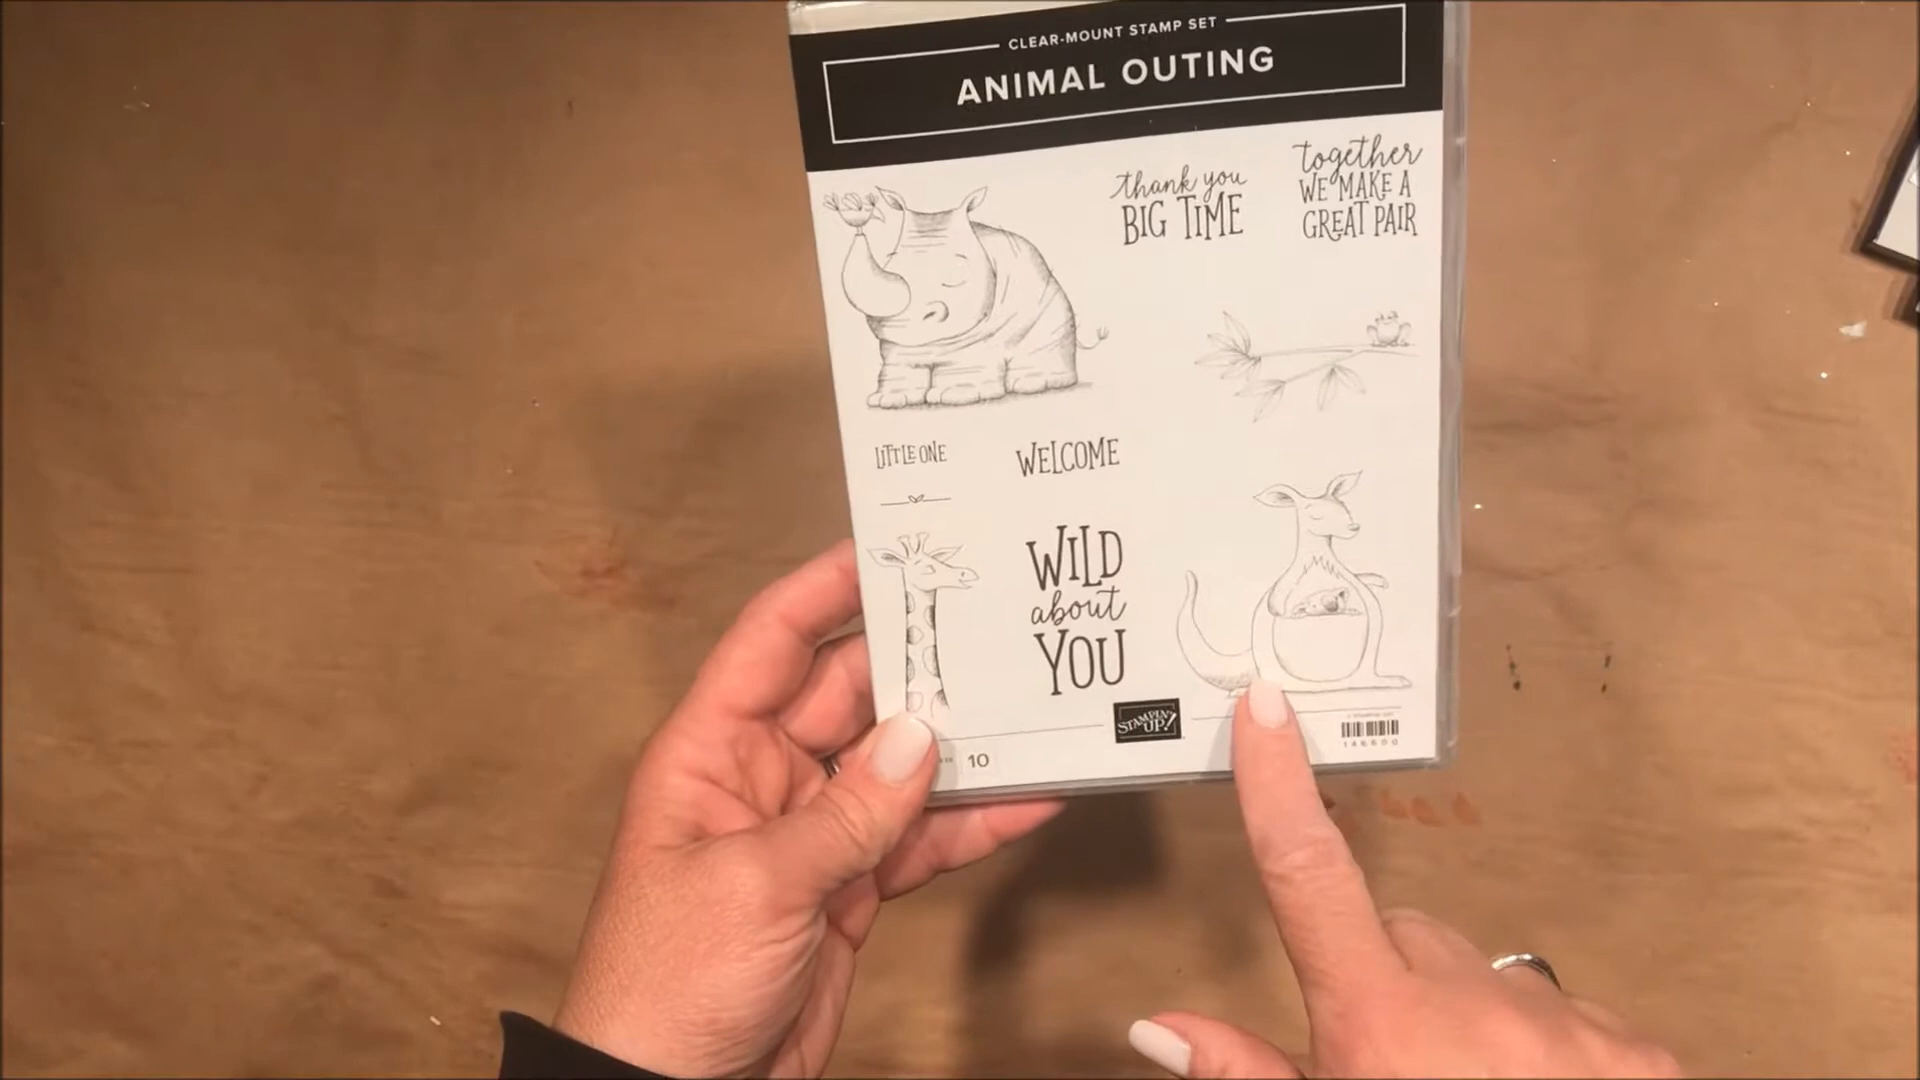 CLEAR-MOUNT STAMP SET
ANIMAL OUTING
thank you
BIG TIME
together
WE MAKE A
GREAT PAIR
LITTLE ONE
WELCOME
WILD
about
YOU
STAMPIN'
UP!
10